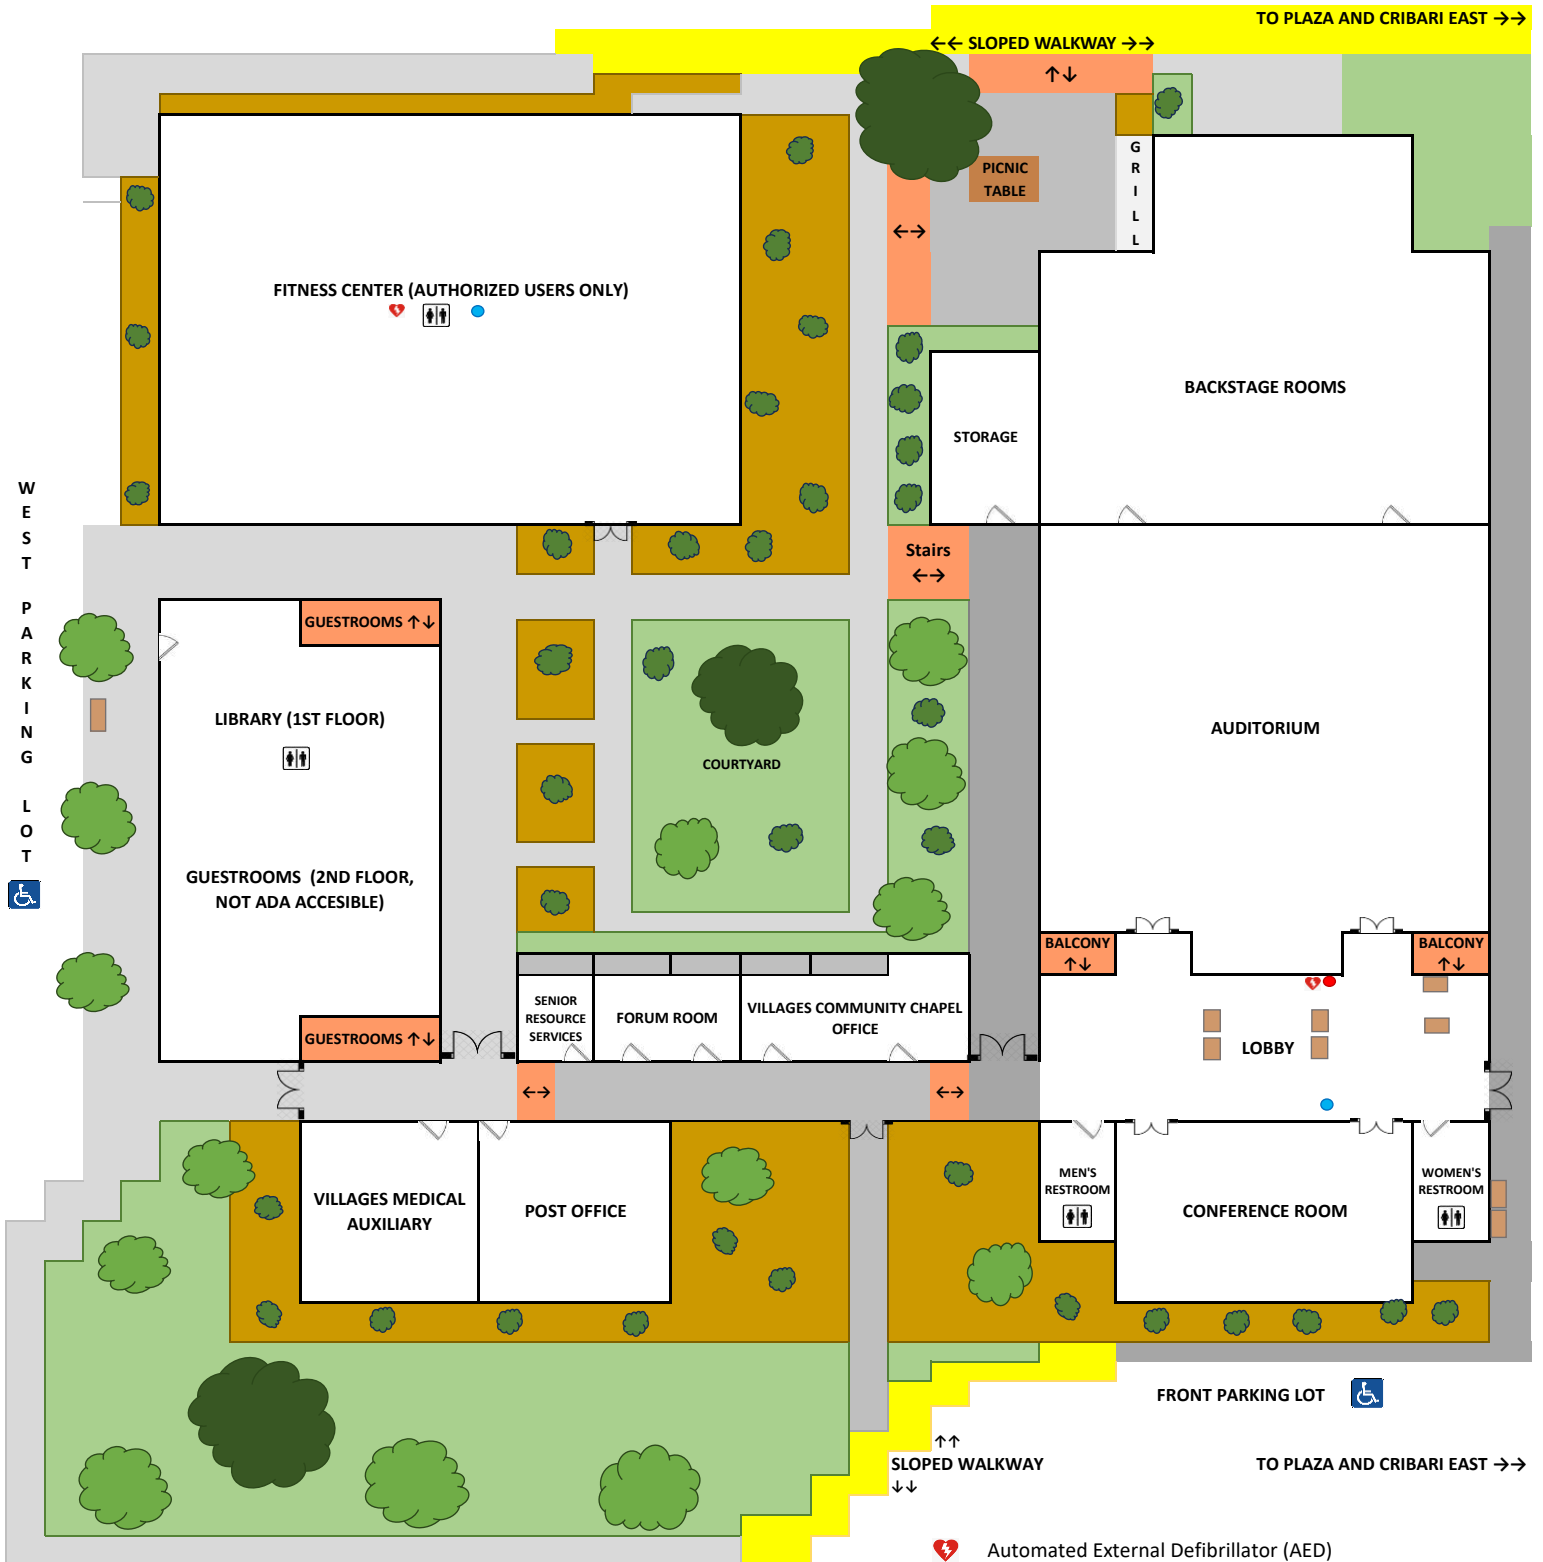 TO PLAZA AND CRIBARI EAST →→
←← SLOPED WALKWAY →→
↑↓
PICNIC
TABLE
G
R
I
L
L
←→
FITNESS CENTER (AUTHORIZED USERS ONLY)
BACKSTAGE ROOMS
STORAGE
W
E
S
T
P
A
R
K
I
N
G
L
O
T
Stairs
←→
GUESTROOMS ↑↓
LIBRARY (1ST FLOOR)
AUDITORIUM
COURTYARD
GUESTROOMS (2ND FLOOR,
NOT ADA ACCESIBLE)
BALCONY
↑↓
BALCONY
↑↓
SENIOR
RESOURCE
SERVICES
FORUM ROOM
VILLAGES COMMUNITY CHAPEL
OFFICE
GUESTROOMS ↑↓
LOBBY
←→
←→
VILLAGES MEDICAL
AUXILIARY
POST OFFICE
MEN'S
RESTROOM
CONFERENCE ROOM
WOMEN'S
RESTROOM
FRONT PARKING LOT
↑↑
SLOPED WALKWAY
↓↓
TO PLAZA AND CRIBARI EAST →→
Automated External Defibrillator (AED)